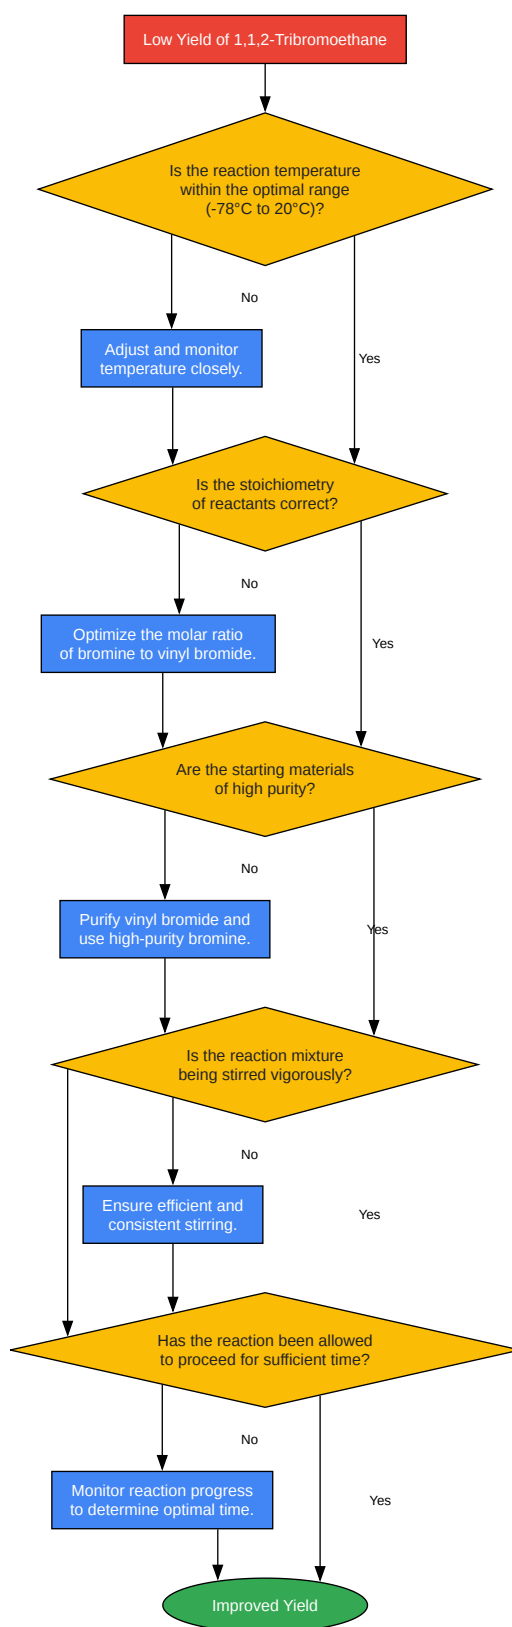 Low Yield of 1,1,2-Tribromoethane
Is the reaction temperature
within the optimal range
(-78°C to 20°C)?
No
Adjust and monitor
temperature closely.
Yes
Is the stoichiometry
of reactants correct?
No
Optimize the molar ratio
of bromine to vinyl bromide.
Yes
Are the starting materials
of high purity?
No
Purify vinyl bromide and
use high-purity bromine.
Yes
Is the reaction mixture
being stirred vigorously?
No
Ensure efficient and
consistent stirring.
Yes
Has the reaction been allowed
to proceed for sufficient time?
No
Monitor reaction progress
to determine optimal time.
Yes
Improved Yield